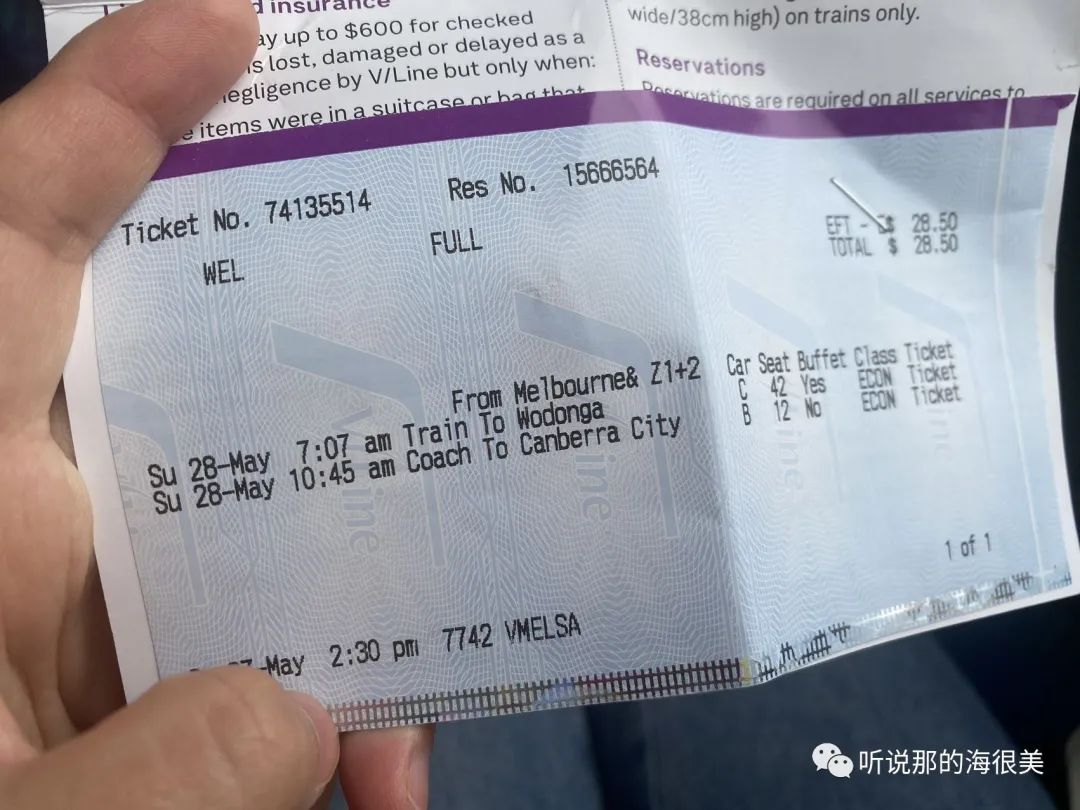 d insurance
ay up to $600 for checked
s lost, damaged or delayed as a
egligence by V/Line but only when:
e items were in a suitcase or bag that
wide/38cm high) on trains only.
Reservations
Reservations are required on all services to
Ticket No. 74135514
Res No. 15666564
WEL
FULL
EFT - $ 28.50
TOTAL $ 28.50
From Melbourne& Z1+2
Car Seat Buffet Class Ticket
Su 28-May 7:07 am Train To Wodonga
C 42 Yes ECON Ticket
Su 28-May 10:45 am Coach To Canberra City
B 12 No ECON Ticket
1 of 1
-May 2:30 pm 7742 VMELSA
听说那的海很美